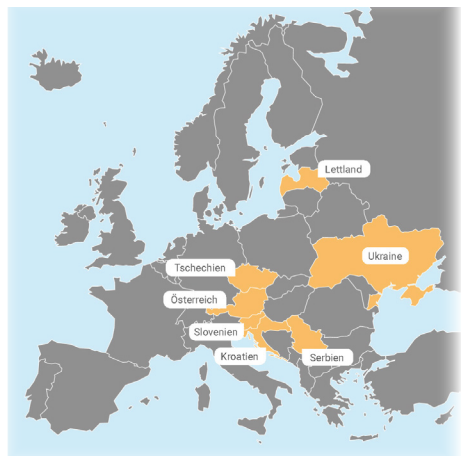 Lettland
Ukraine
Tschechien
Österreich
Slovenien
Kroatien
Serbien